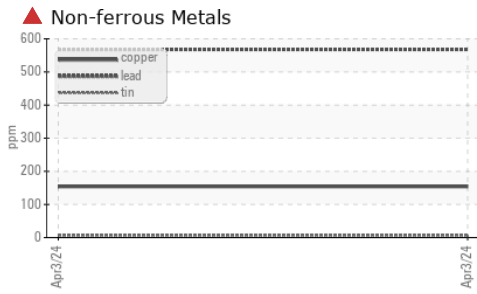 Non-ferrous Metals
600
500
400
300
200
100
0
ppm
copper
lead
tin
Apr3/24
Apr3/24